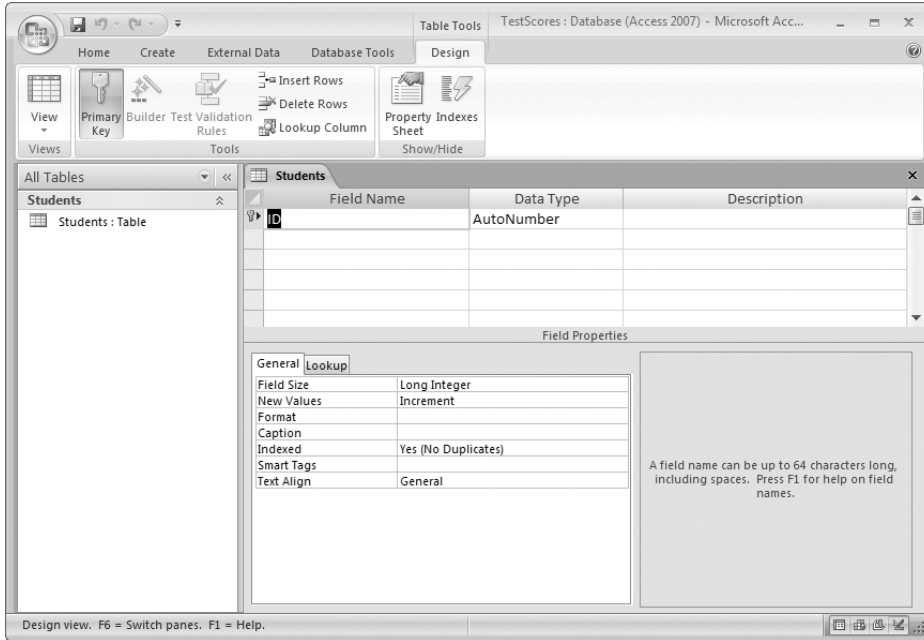 Table Tools
TestScores : Database (Access 2007) - Microsoft Acc...
Home Create External Data Database Tools Design
View
Views
Primary Key
Builder
Test Validation Rules
Insert Rows
Delete Rows
Lookup Column
Tools
Property Sheet
Indexes
Show/Hide
All Tables
Students
Students : Table
Students
Field Name Data Type Description
ID AutoNumber
Field Properties
General Lookup
Field Size Long Integer
New Values Increment
Format
Caption
Indexed Yes (No Duplicates)
Smart Tags
Text Align General
A field name can be up to 64 characters long,
including spaces. Press F1 for help on field
names.
Design view. F6 = Switch panes. F1 = Help.